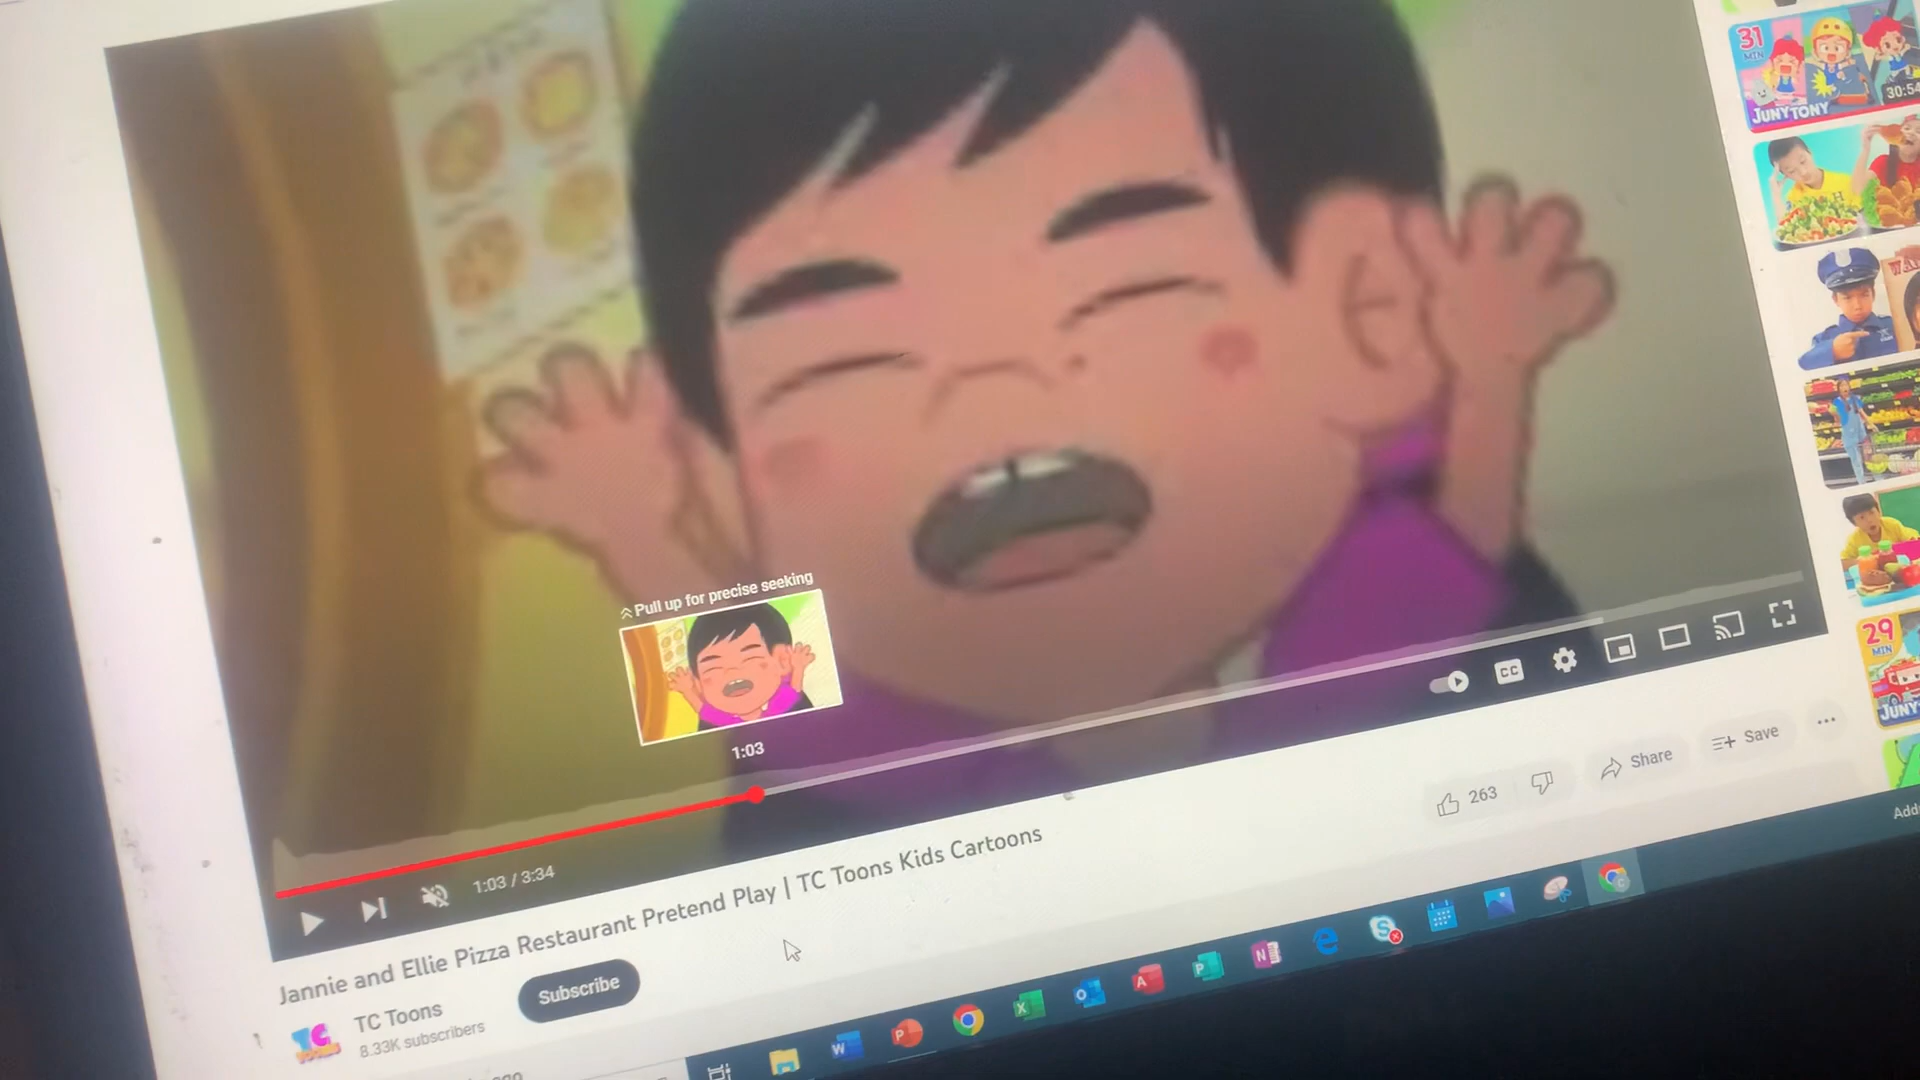 31
MIN
30:54
JUNYTONY
Pull up for precise seeking
1:03
CC
1:03 / 3:34
Jannie and Ellie Pizza Restaurant Pretend Play | TC Toons Kids Cartoons
263
Share
Save
TC Toons
8.33K subscribers
Subscribe
29
MIN
JUNY